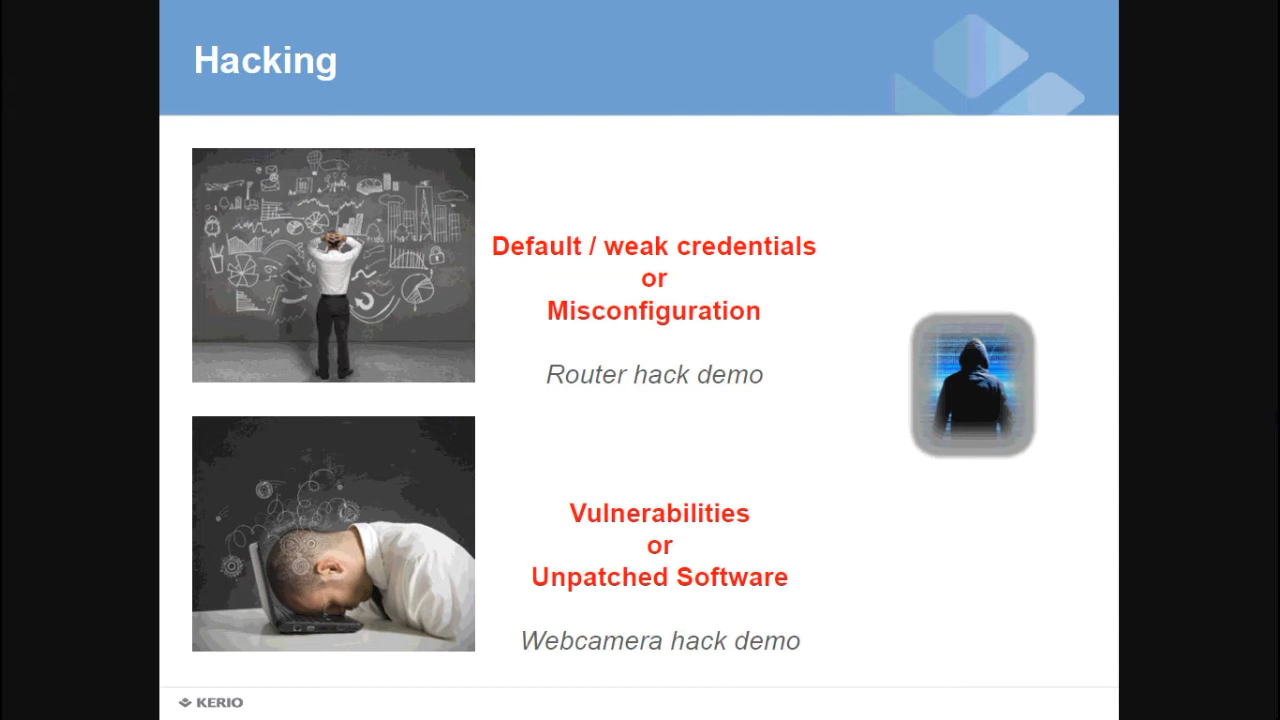 Hacking
Default / weak credentials
or
Misconfiguration
Router hack demo
Vulnerabilities
or
Unpatched Software
Webcamera hack demo
KERIO